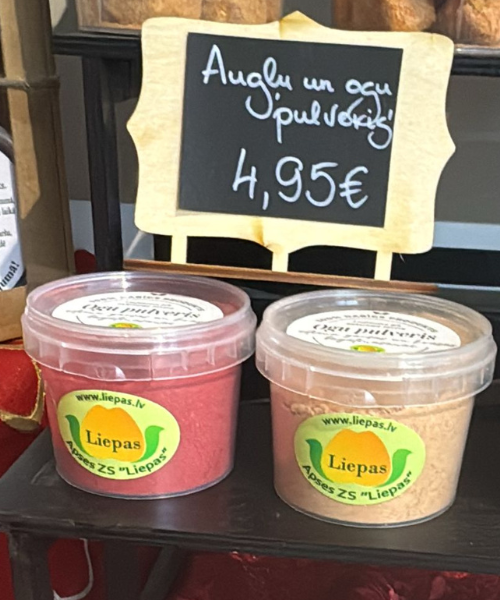 Augļu un ogu
pulveris
4,95€
Ogu pulveris
www.liepas.lv
Liepas
Apses ZS "Liepas"
Ogu pulveris
www.liepas.lv
Liepas
Apses ZS "Liepas"